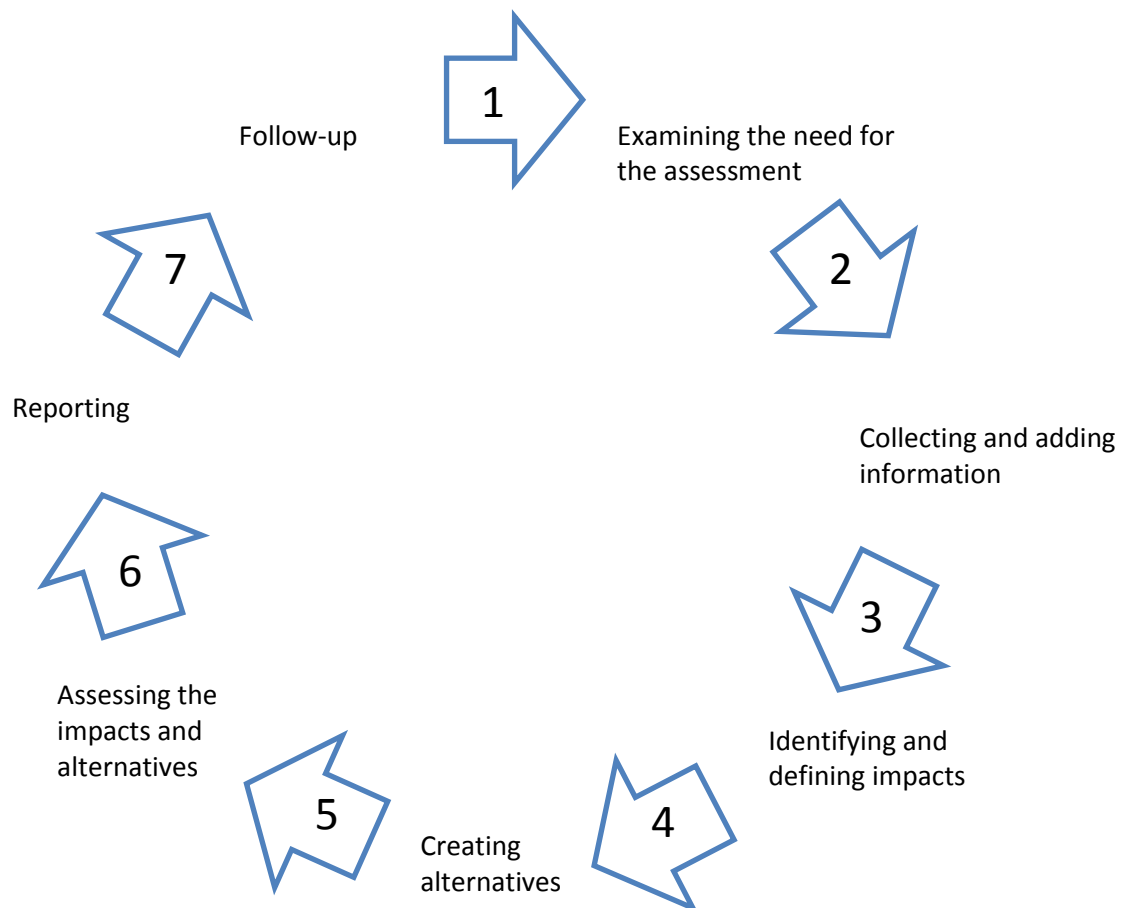 1
Follow-up
Examining the need for
the assessment
2
7
Reporting
Collecting and adding
information
6
3
Assessing the
impacts and
alternatives
Identifying and
defining impacts
5
4
Creating
alternatives